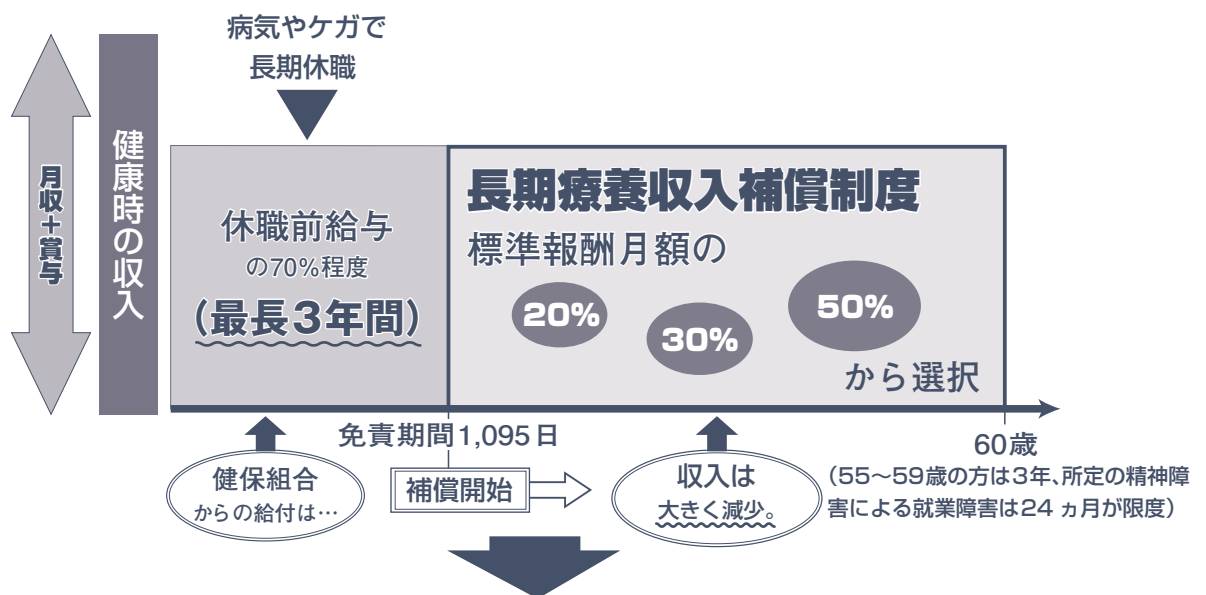 病気やケガで
長期休職
月収＋賞与
健康時の収入
休職前給与
の70％程度
（最長3年間）
長期療養収入補償制度
標準報酬月額の
20%
30%
50%
から選択
免責期間1,095日
60歳
健保組合
からの給付は…
補償開始
収入は
大きく減少。
（55〜59歳の方は3年、所定の精神障
害による就業障害は24 ヵ月が限度）